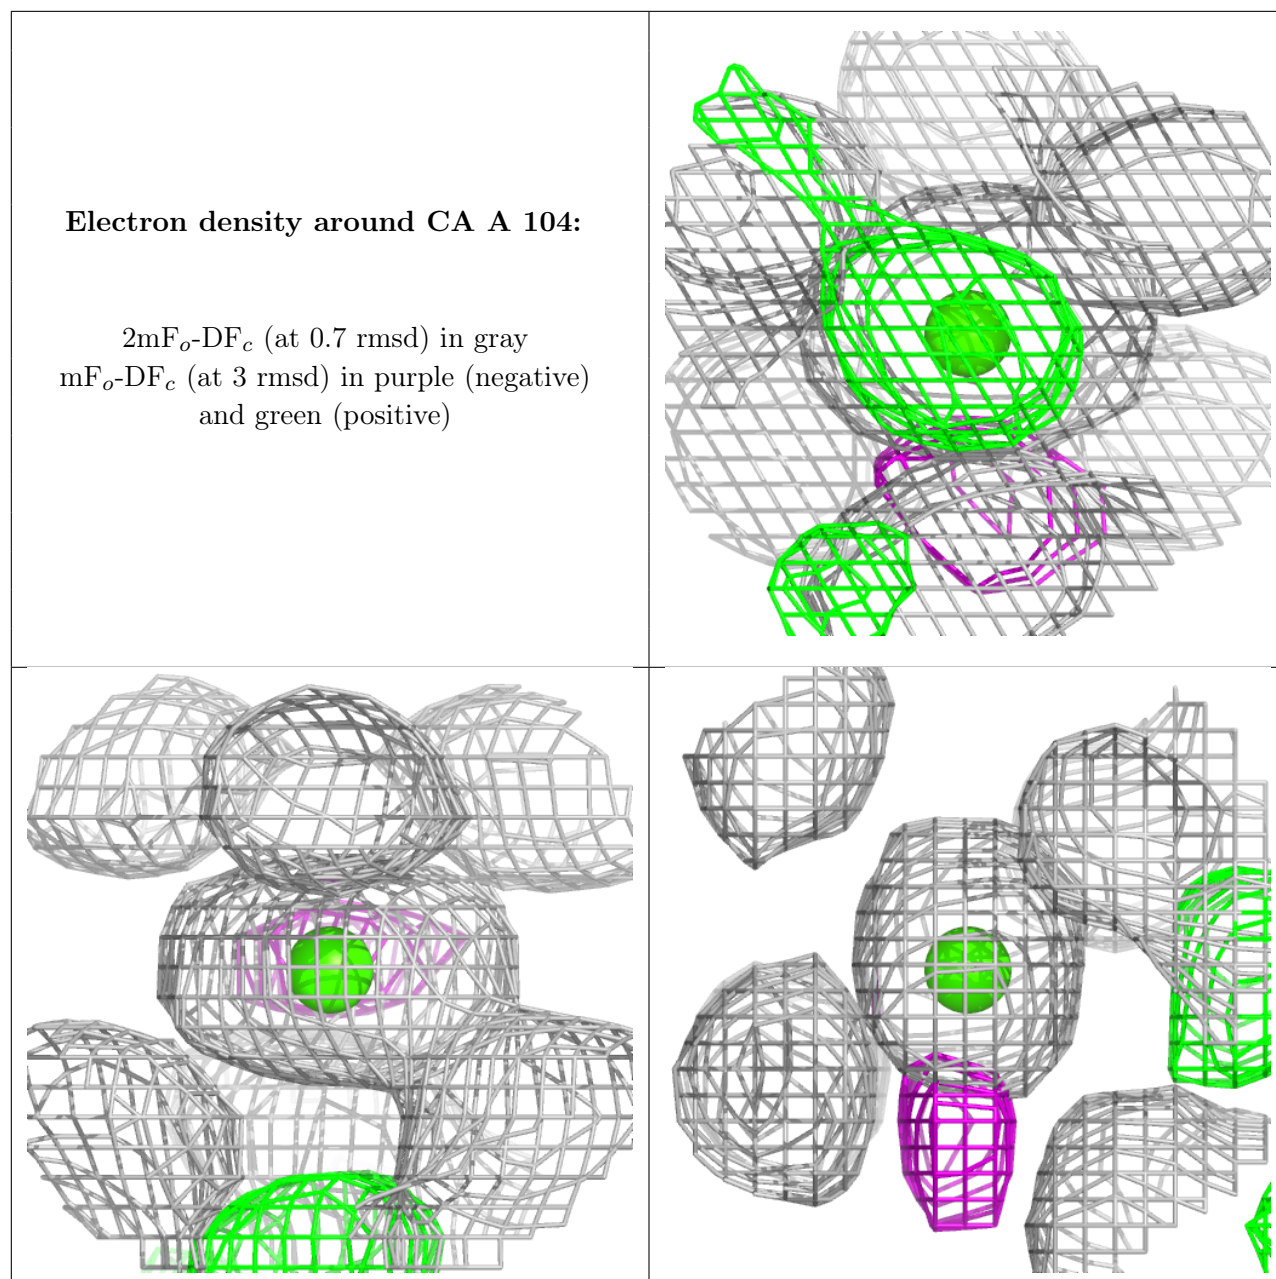 Electron density around CA A 104:
2mFo-DFc (at 0.7 rmsd) in gray
mFo-DFc (at 3 rmsd) in purple (negative)
and green (positive)